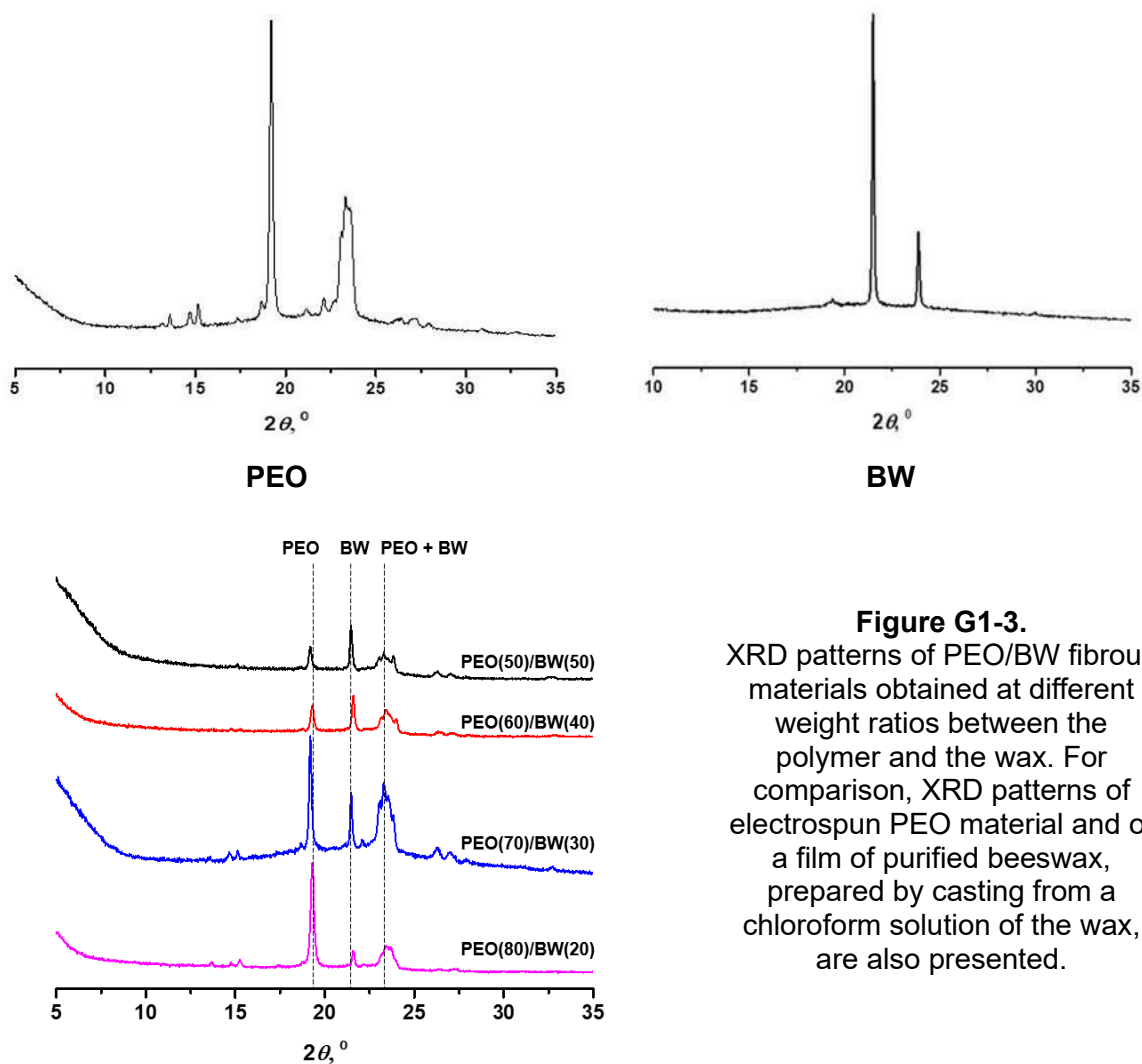 5 10 15 20 25 30 35
2θ, °
PEO
10 15 20 25 30 35
2θ, °
BW
PEO BW PEO + BW
PEO(50)/BW(50)
PEO(60)/BW(40)
PEO(70)/BW(30)
PEO(80)/BW(20)
5 10 15 20 25 30 35
2θ, °
Figure G1-3.
XRD patterns of PEO/BW fibrou
materials obtained at different
weight ratios between the
polymer and the wax. For
comparison, XRD patterns of
electrospun PEO material and o
a film of purified beeswax,
prepared by casting from a
chloroform solution of the wax,
are also presented.